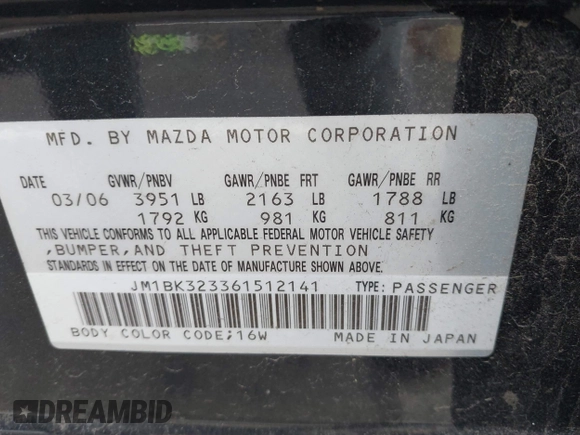 MFD. BY MAZDA MOTOR CORPORATION
DATE GVWR/PNBV GAWR/PNBE FRT GAWR/PNBE RR
03/06 3951 LB 2163 LB 1788 LB
1792 KG 981 KG 811 KG
THIS VEHICLE CONFORMS TO ALL APPLICABLE FEDERAL MOTOR VEHICLE SAFETY
,BUMPER,AND THEFT PREVENTION
STANDARDS IN EFFECT ON THE DATE OF MANUFACTURE SHOWN ABOVE.
JM1BK323361512141 TYPE: PASSENGER
BODY COLOR CODE;16W MADE IN JAPAN
DREAMBID